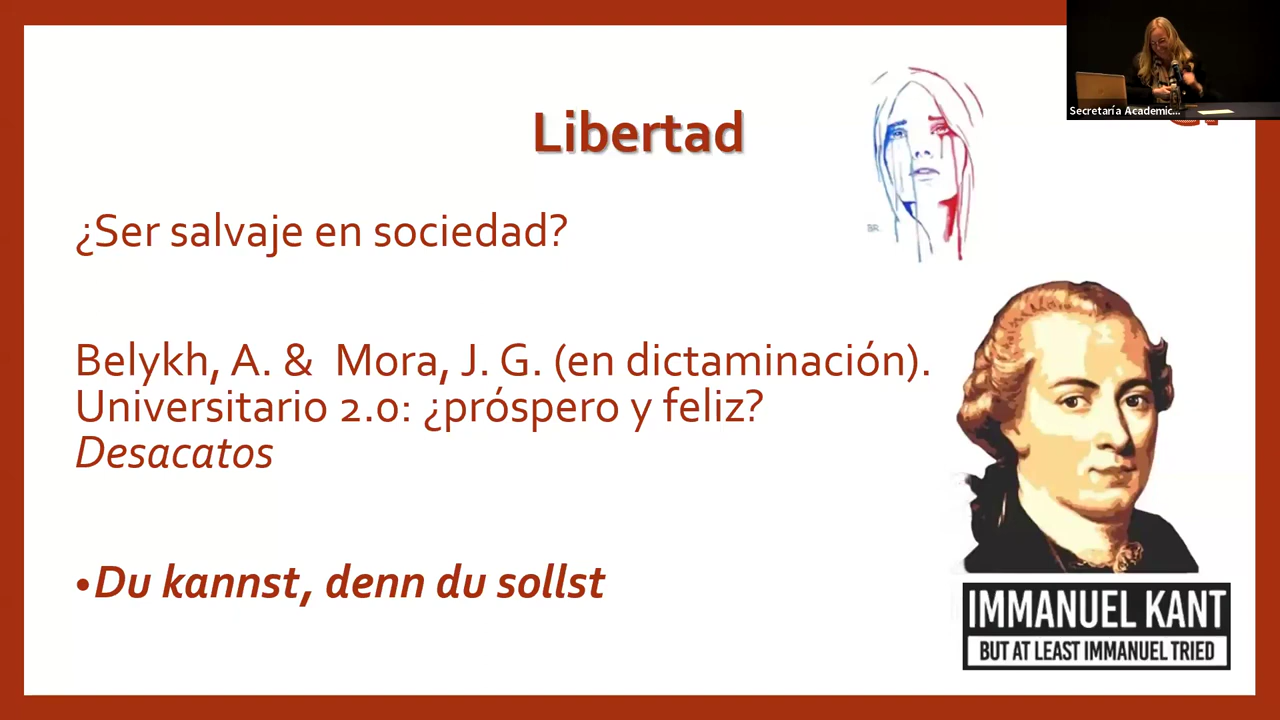 Secretaría Academic...
Libertad
¿Ser salvaje en sociedad?
BR.
Belykh, A. & Mora, J. G. (en dictaminación).
Universitario 2.0: ¿próspero y feliz?
Desacatos
•Du kannst, denn du sollst
IMMANUEL KANT
BUT AT LEAST IMMANUEL TRIED